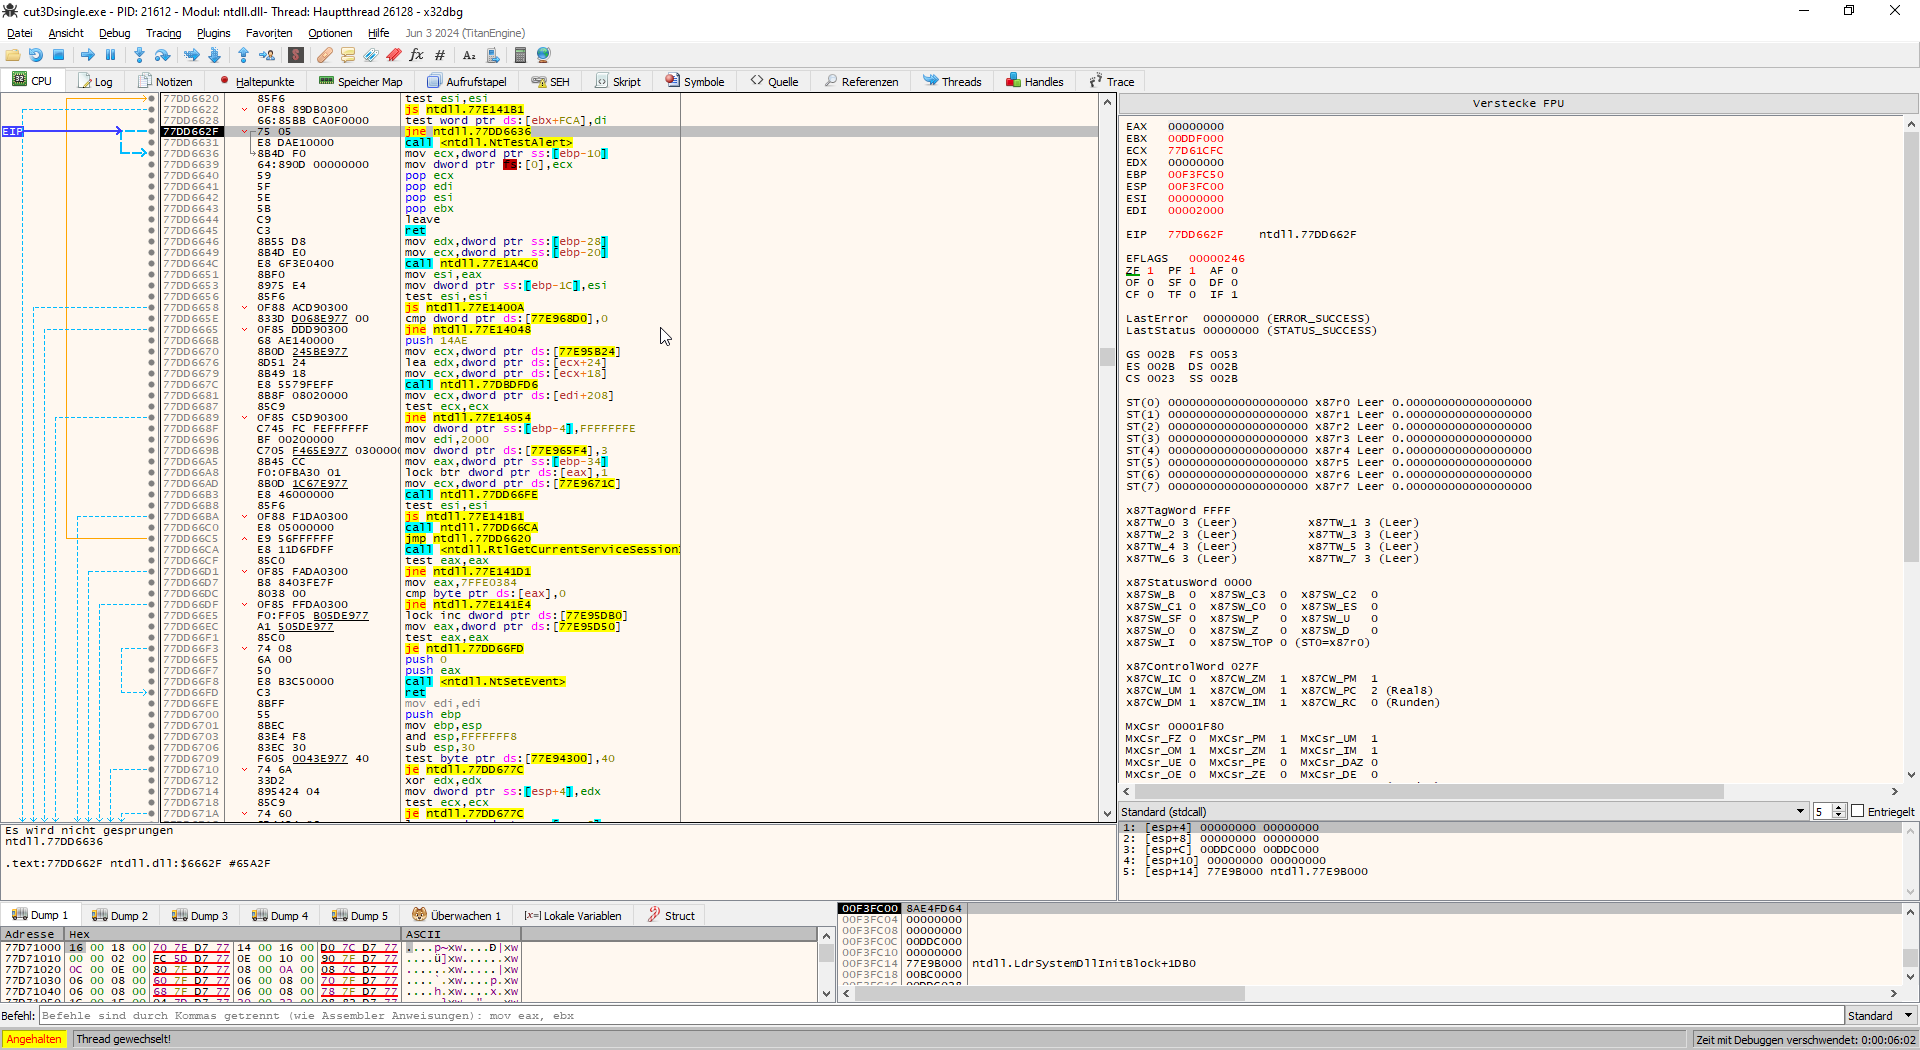 cut3Dsingle.exe - PID: 21612 - Modul: ntdll.dll- Thread: Hauptthread 26128 - x32dbg
Datei Ansicht Debug Tracing Plugins Favoriten Optionen Hilfe Jun 3 2024 (TitanEngine)
CPU Log Notizen Haltepunkte Speicher Map Aufrufstapel SEH Skript Symbole Quelle Referenzen Threads Handles Trace
EIP
77DD6620 85F6 test esi,esi
77DD6622 0F88 89DB0300 js ntdll.77E141B1
77DD6628 66:85BB CA0F0000 test word ptr ds:[ebx+FCA],di
77DD662F 75 05 jne ntdll.77DD6636
77DD6631 E8 DAE10000 call <ntdll.NtTestAlert>
77DD6636 8B4D F0 mov ecx,dword ptr ss:[ebp-10]
77DD6639 64:890D 00000000 mov dword ptr fs:[0],ecx
77DD6640 59 pop ecx
77DD6641 5F pop edi
77DD6642 5E pop esi
77DD6643 5B pop ebx
77DD6644 C9 leave
77DD6645 C3 ret
77DD6646 8B55 D8 mov edx,dword ptr ss:[ebp-28]
77DD6649 8B4D E0 mov ecx,dword ptr ss:[ebp-20]
77DD664C E8 6F3E0400 call ntdll.77E1A4C0
77DD6651 8BF0 mov esi,eax
77DD6653 8975 E4 mov dword ptr ss:[ebp-1C],esi
77DD6656 85F6 test esi,esi
77DD6658 0F88 ACD90300 js ntdll.77E1400A
77DD665E 833D D068E977 00 cmp dword ptr ds:[77E968D0],0
77DD6665 0F85 DDD90300 jne ntdll.77E14048
77DD666B 68 AE140000 push 14AE
77DD6670 8B0D 245BE977 mov ecx,dword ptr ds:[77E95B24]
77DD6676 8D51 24 lea edx,dword ptr ds:[ecx+24]
77DD6679 8B49 18 mov ecx,dword ptr ds:[ecx+18]
77DD667C E8 5579FEFF call ntdll.77DBDFD6
77DD6681 8B8F 08020000 mov ecx,dword ptr ds:[edi+208]
77DD6687 85C9 test ecx,ecx
77DD6689 0F85 C5D90300 jne ntdll.77E14054
77DD668F C745 FC FEFFFFFF mov dword ptr ss:[ebp-4],FFFFFFFE
77DD6696 BF 00200000 mov edi,2000
77DD669B C705 F465E977 0300000 mov dword ptr ds:[77E965F4],3
77DD66A5 8B45 CC mov eax,dword ptr ss:[ebp-34]
77DD66A8 F0:0FBA30 01 lock btr dword ptr ds:[eax],1
77DD66AD 8B0D 1C67E977 mov ecx,dword ptr ds:[77E9671C]
77DD66B3 E8 46000000 call ntdll.77DD66FE
77DD66B8 85F6 test esi,esi
77DD66BA 0F88 F1DA0300 js ntdll.77E141B1
77DD66C0 E8 05000000 call ntdll.77DD66CA
77DD66C5 E9 56FFFFFF jmp ntdll.77DD6620
77DD66CA E8 11D6FDFF call <ntdll.RtlGetCurrentServiceSession
77DD66CF 85C0 test eax,eax
77DD66D1 0F85 FADA0300 jne ntdll.77E141D1
77DD66D7 B8 8403FE7F mov eax,7FFE0384
77DD66DC 8038 00 cmp byte ptr ds:[eax],0
77DD66DF 0F85 FFDA0300 jne ntdll.77E141E4
77DD66E5 F0:FF05 B05DE977 lock inc dword ptr ds:[77E95DB0]
77DD66EC A1 505DE977 mov eax,dword ptr ds:[77E95D50]
77DD66F1 85C0 test eax,eax
77DD66F3 74 08 je ntdll.77DD66FD
77DD66F5 6A 00 push 0
77DD66F7 50 push eax
77DD66F8 E8 B3C50000 call <ntdll.NtSetEvent>
77DD66FD C3 ret
77DD66FE 8BFF mov edi,edi
77DD6700 55 push ebp
77DD6701 8BEC mov ebp,esp
77DD6703 83E4 F8 and esp,FFFFFFF8
77DD6706 83EC 30 sub esp,30
77DD6709 F605 0043E977 40 test byte ptr ds:[77E94300],40
77DD6710 74 6A je ntdll.77DD677C
77DD6712 33D2 xor edx,edx
77DD6714 895424 04 mov dword ptr ss:[esp+4],edx
77DD6718 85C9 test ecx,ecx
77DD671A 74 60 je ntdll.77DD677C
Es wird nicht gesprungen
ntdll.77DD6636
.text:77DD662F ntdll.dll:$6662F #65A2F
Verstecke FPU
EAX 00000000
EBX 00DDF000
ECX 77D61CFC
EDX 00000000
EBP 00F3FC50
ESP 00F3FC00
ESI 00000000
EDI 00002000
EIP 77DD662F ntdll.77DD662F
EFLAGS 00000246
ZF 1 PF 1 AF 0
OF 0 SF 0 DF 0
CF 0 TF 0 IF 1
LastError 00000000 (ERROR_SUCCESS)
LastStatus 00000000 (STATUS_SUCCESS)
GS 002B FS 0053
ES 002B DS 002B
CS 0023 SS 002B
ST(0) 00000000000000000000 x87r0 Leer 0.000000000000000000
ST(1) 00000000000000000000 x87r1 Leer 0.000000000000000000
ST(2) 00000000000000000000 x87r2 Leer 0.000000000000000000
ST(3) 00000000000000000000 x87r3 Leer 0.000000000000000000
ST(4) 00000000000000000000 x87r4 Leer 0.000000000000000000
ST(5) 00000000000000000000 x87r5 Leer 0.000000000000000000
ST(6) 00000000000000000000 x87r6 Leer 0.000000000000000000
ST(7) 00000000000000000000 x87r7 Leer 0.000000000000000000
x87TagWord FFFF
x87TW_0 3 (Leer) x87TW_1 3 (Leer)
x87TW_2 3 (Leer) x87TW_3 3 (Leer)
x87TW_4 3 (Leer) x87TW_5 3 (Leer)
x87TW_6 3 (Leer) x87TW_7 3 (Leer)
x87StatusWord 0000
x87SW_B 0 x87SW_C3 0 x87SW_C2 0
x87SW_C1 0 x87SW_C0 0 x87SW_ES 0
x87SW_SF 0 x87SW_P 0 x87SW_U 0
x87SW_O 0 x87SW_Z 0 x87SW_D 0
x87SW_I 0 x87SW_TOP 0 (ST0=x87r0)
x87ControlWord 027F
x87CW_IC 0 x87CW_ZM 1 x87CW_PM 1
x87CW_UM 1 x87CW_OM 1 x87CW_PC 2 (Real8)
x87CW_DM 1 x87CW_IM 1 x87CW_RC 0 (Runden)
MxCsr 00001F80
MxCsr_FZ 0 MxCsr_PM 1 MxCsr_UM 1
MxCsr_OM 1 MxCsr_ZM 1 MxCsr_IM 1
MxCsr_UE 0 MxCsr_PE 0 MxCsr_DAZ 0
MxCsr_OE 0 MxCsr_ZE 0 MxCsr_DE 0
Standard (stdcall) 5 Entriegelt
1: [esp+4] 00000000 00000000
2: [esp+8] 00000000 00000000
3: [esp+C] 00DDC000 00DDC000
4: [esp+10] 00000000 00000000
5: [esp+14] 77E9B000 ntdll.77E9B000
Dump 1 Dump 2 Dump 3 Dump 4 Dump 5 Überwachen 1 [x=] Lokale Variablen Struct
Adresse Hex ASCII
77D71000 16 00 18 00 70 7E D7 77 14 00 16 00 D0 7C D7 77 ....p~xw....Ð|xw
77D71010 00 00 02 00 FC 5D D7 77 0E 00 10 00 90 7F D7 77 ....ü]xw......xw
77D71020 0C 00 0E 00 80 7F D7 77 08 00 0A 00 08 7C D7 77 ......xw.....|xw
77D71030 06 00 08 00 60 7F D7 77 06 00 08 00 70 7F D7 77 ....`.xw....p.xw
77D71040 06 00 08 00 68 7F D7 77 06 00 08 00 78 7F D7 77 ....h.xw....x.xw
00F3FC00 8AE4FD64
00F3FC04 00000000
00F3FC08 00000000
00F3FC0C 00DDC000
00F3FC10 00000000
00F3FC14 77E9B000 ntdll.LdrSystemDllInitBlock+1DB0
00F3FC18 00BC0000
Befehl: Befehle sind durch Kommas getrennt (wie Assembler Anweisungen): mov eax, ebx Standard
Angehalten Thread gewechselt! Zeit mit Debuggen verschwendet: 0:00:06:02